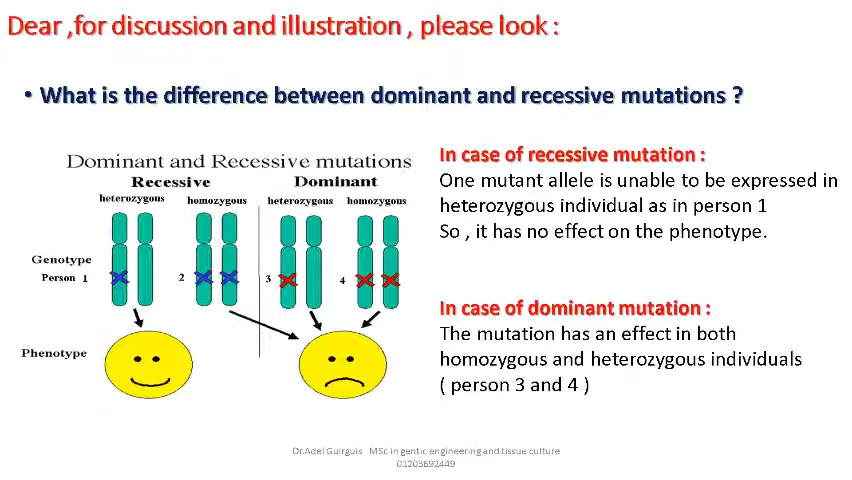 Dear ,for discussion and illustration , please look :
• What is the difference between dominant and recessive mutations ?
Dominant and Recessive mutations
Recessive Dominant
heterozygous homozygous heterozygous homozygous
Genotype
Person 1 2 3 4
Phenotype
In case of recessive mutation :
One mutant allele is unable to be expressed in
heterozygous individual as in person 1
So , it has no effect on the phenotype.
In case of dominant mutation :
The mutation has an effect in both
homozygous and heterozygous individuals
( person 3 and 4 )
Dr.Adel Guirguis MSc in gentic engineering and tissue culture
01203692449